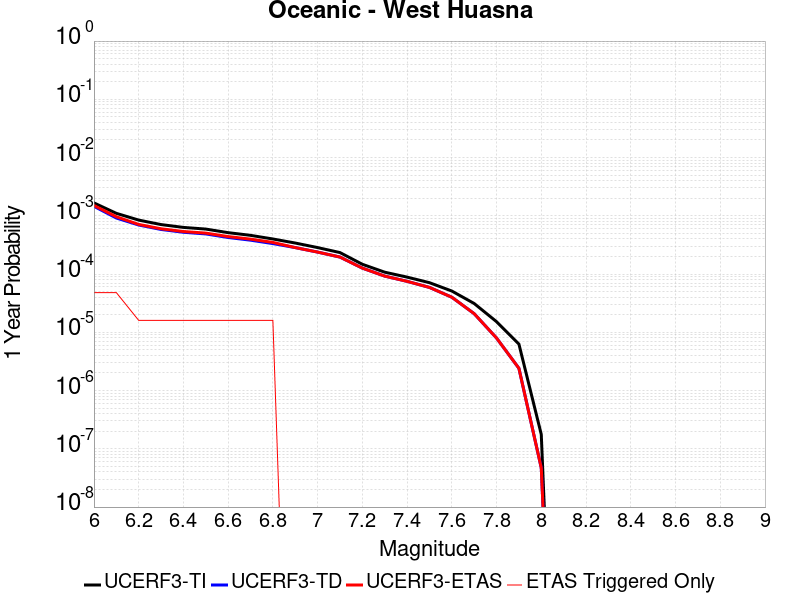 Oceanic - West Huasna
10^0
10^-1
10^-2
10^-3
10^-4
10^-5
10^-6
10^-7
10^-8
1 Year Probability
6 6.2 6.4 6.6 6.8 7 7.2 7.4 7.6 7.8 8 8.2 8.4 8.6 8.8 9
Magnitude
UCERF3-TI UCERF3-TD UCERF3-ETAS ETAS Triggered Only